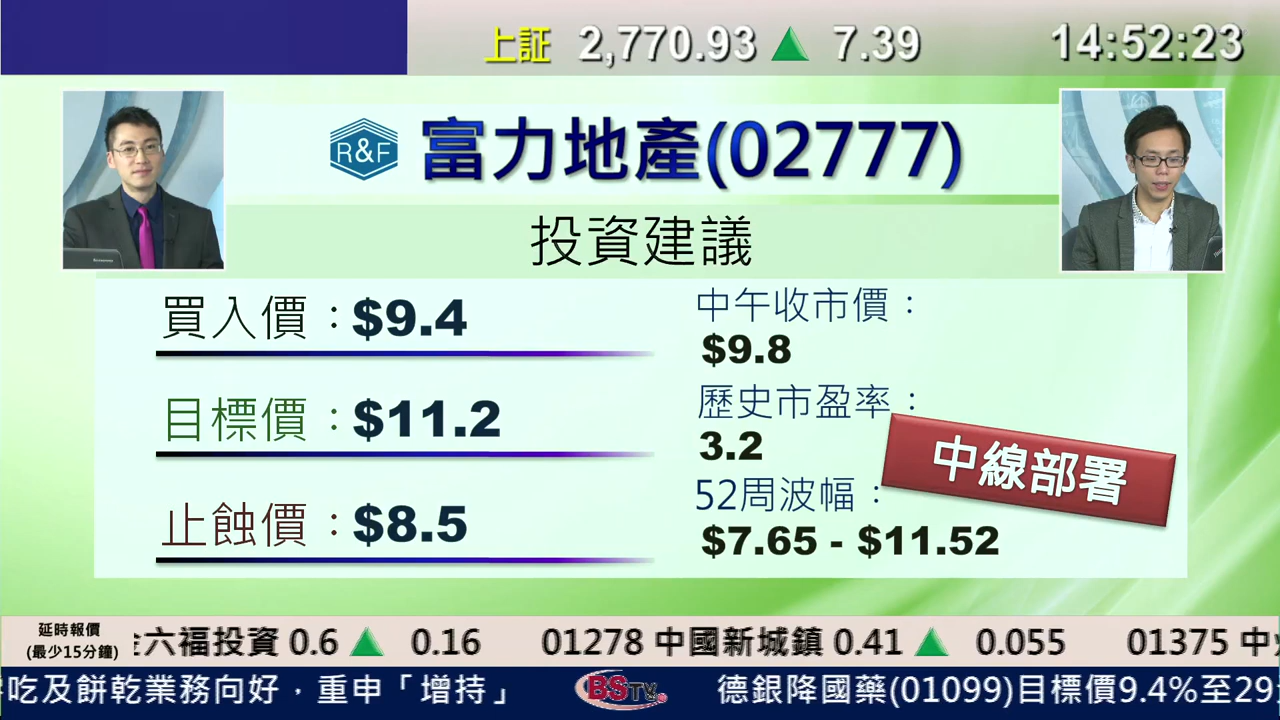 上証 2,770.93 ▲ 7.39 14:52:23
R&F 富力地產(02777)
投資建議
買入價：$9.4
目標價：$11.2
止蝕價：$8.5
中午收市價：
$9.8
歷史市盈率：
3.2
52周波幅：
$7.65 - $11.52
中線部署
延時報價
(最少15分鐘)
六福投資 0.6 ▲ 0.16 01278 中國新城鎮 0.41 ▲ 0.055 01375 中
吃及餅乾業務向好，重申「增持」 BSTV 德銀降國藥(01099)目標價9.4%至29